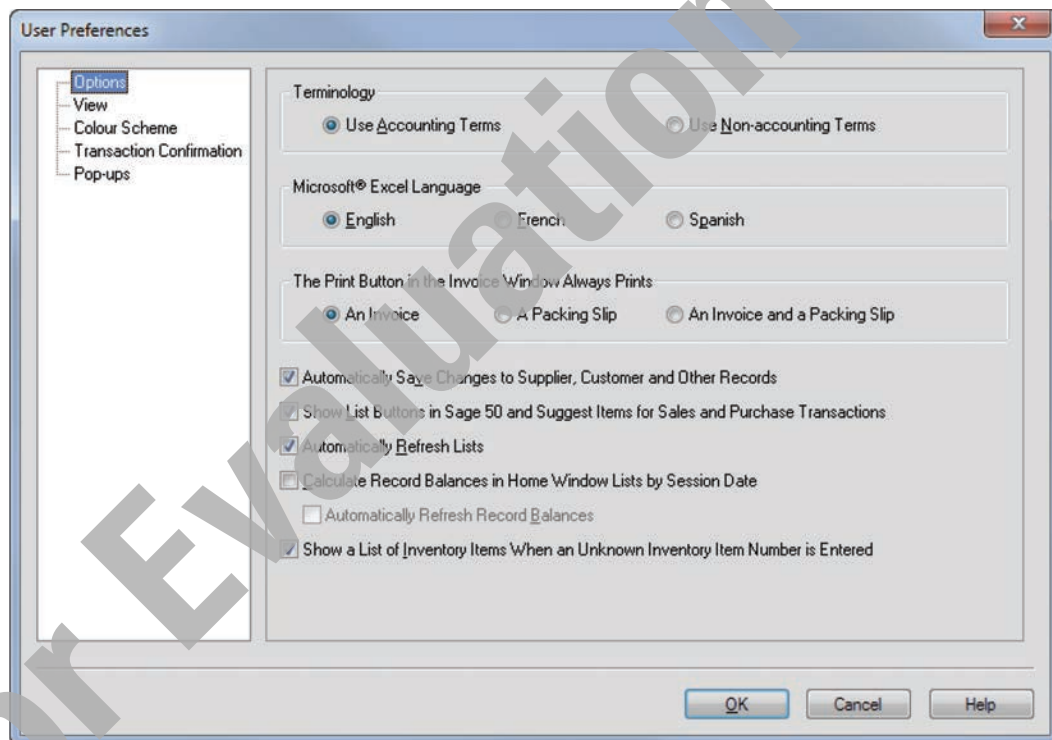 User Preferences
Options
View
Colour Scheme
Transaction Confirmation
Pop-ups
Terminology
Use Accounting Terms
Use Non-accounting Terms
Microsoft® Excel Language
English
French
Spanish
The Print Button in the Invoice Window Always Prints
An Invoice
A Packing Slip
An Invoice and a Packing Slip
Automatically Save Changes to Supplier, Customer and Other Records
Show List Buttons in Sage 50 and Suggest Items for Sales and Purchase Transactions
Automatically Refresh Lists
Calculate Record Balances in Home Window Lists by Session Date
Automatically Refresh Record Balances
Show a List of Inventory Items When an Unknown Inventory Item Number is Entered
OK
Cancel
Help
or Evaluation